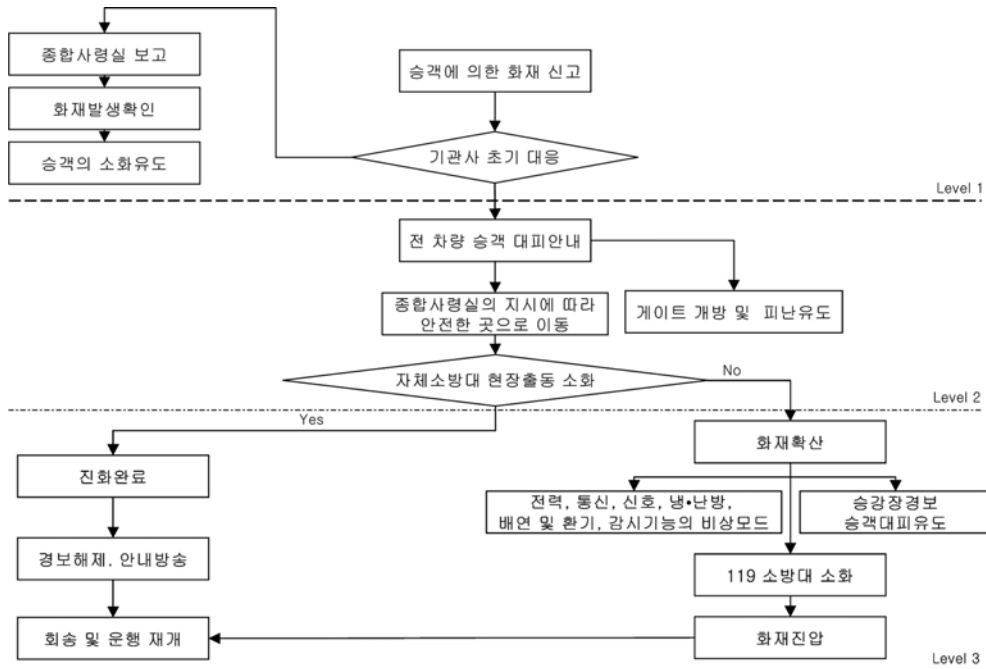 종합사령실 보고
화재발생확인
승객의 소화유도
승객에 의한 화재 신고
기관사 초기 대응
Level 1
전 차량 승객 대피안내
종합사령실의 지시에 따라
안전한 곳으로 이동
게이트 개방 및 피난유도
자체소방대 현장출동 소화
No
Level 2
Yes
진화완료
경보해제. 안내방송
회송 및 운행 재개
화재확산
전력, 통신, 신호, 냉•난방,
배연 및 환기, 감시기능의 비상모드
승강장경보
승객대피유도
119 소방대 소화
화재진압
Level 3